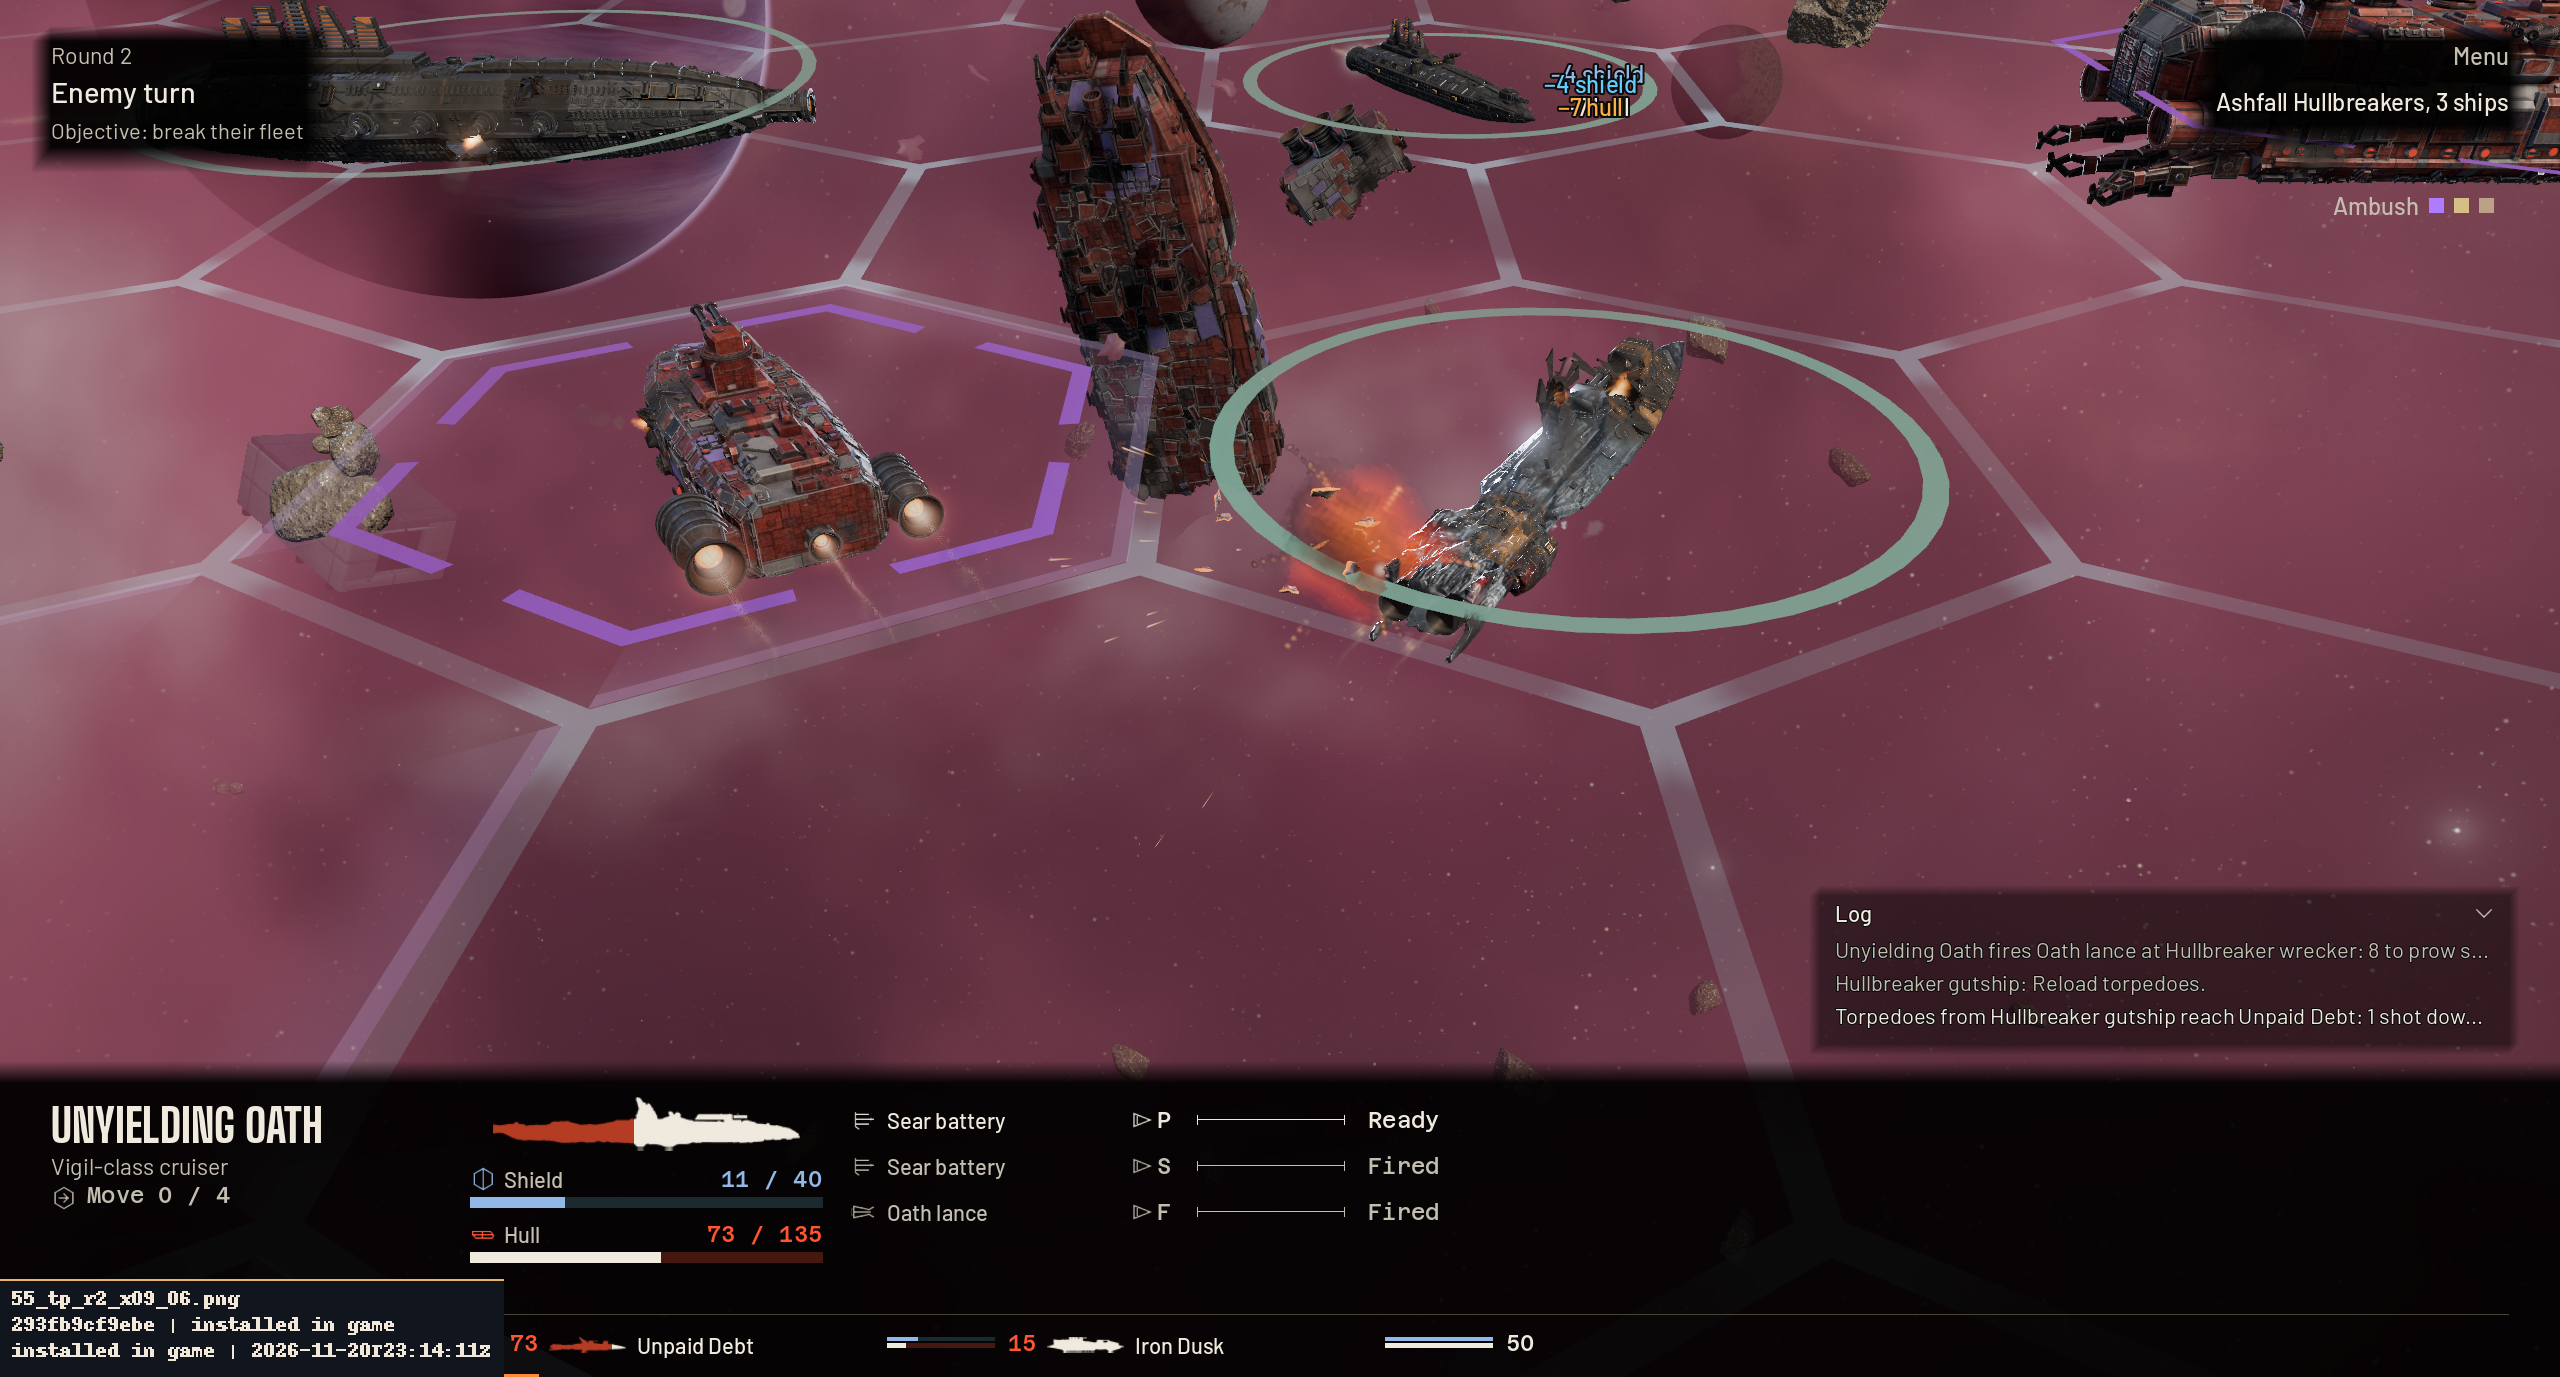 Round 2
Enemy turn
Objective: break their fleet
Menu
Ashfall Hullbreakers, 3 ships
Ambush
-4 shield
-4 shield
-7 hull
Log
Unyielding Oath fires Oath lance at Hullbreaker wrecker: 8 to prow s...
Hullbreaker gutship: Reload torpedoes.
Torpedoes from Hullbreaker gutship reach Unpaid Debt: 1 shot dow...
UNYIELDING OATH
Vigil-class cruiser
Move 0 / 4
Shield 11 / 40
Hull 73 / 135
Sear battery P Ready
Sear battery S Fired
Oath lance F Fired
55_tp_r2_x09_06.png
293fb9cf9ebe | installed in game
installed in game | 2026-11-20T23:14:11Z
73 Unpaid Debt 15 Iron Dusk 50